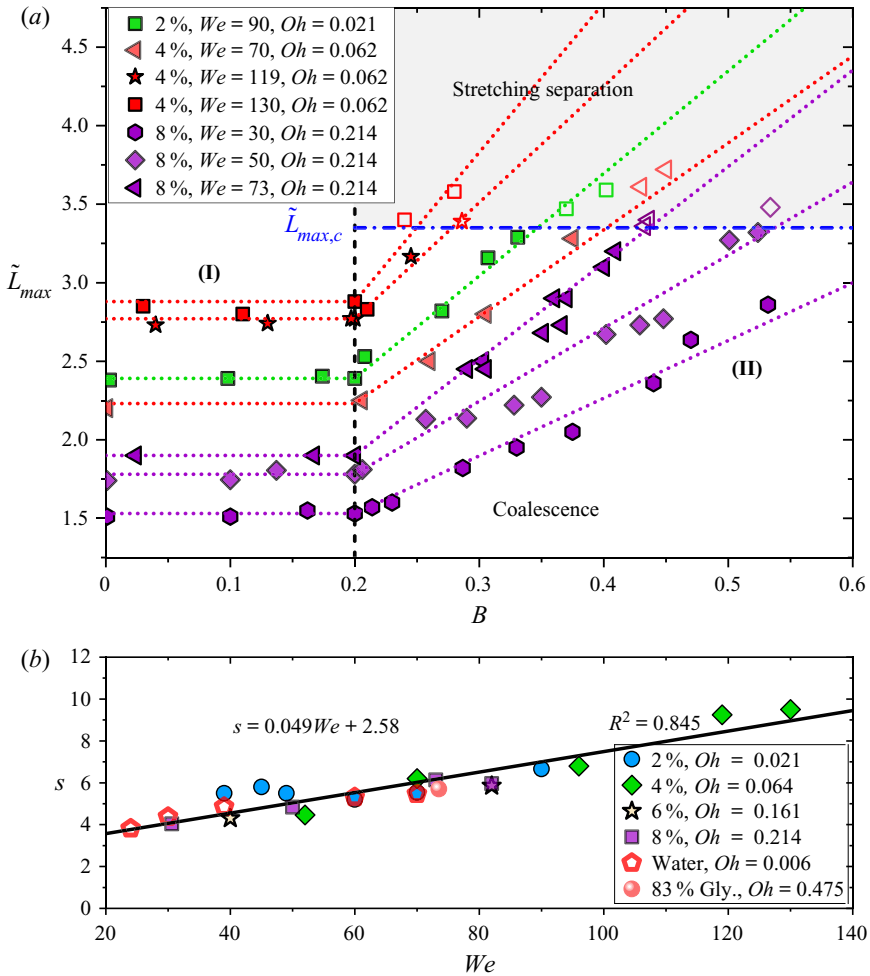 (a)
2 %, We = 90, Oh = 0.021
4 %, We = 70, Oh = 0.062
4 %, We = 119, Oh = 0.062
4 %, We = 130, Oh = 0.062
8 %, We = 30, Oh = 0.214
8 %, We = 50, Oh = 0.214
8 %, We = 73, Oh = 0.214
Stretching separation
L̃max,c
(I)
(II)
Coalescence
L̃max
4.5
4.0
3.5
3.0
2.5
2.0
1.5
0 0.1 0.2 0.3 0.4 0.5 0.6
B
(b)
s = 0.049We + 2.58
R² = 0.845
2 %, Oh = 0.021
4 %, Oh = 0.064
6 %, Oh = 0.161
8 %, Oh = 0.214
Water, Oh = 0.006
83 % Gly., Oh = 0.475
s
12
10
8
6
4
2
0
20 40 60 80 100 120 140
We